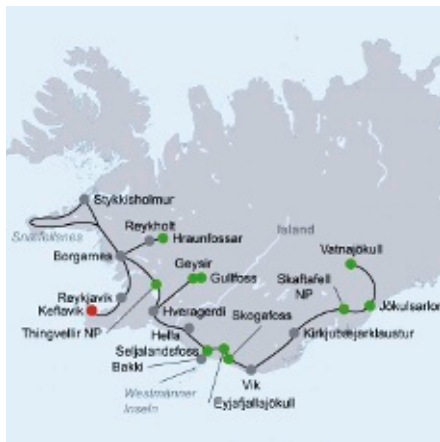 Stykkisholmur
Snæfellsnes
Reykholt
Hraunfossar
Island
Borgarnes
Geysir
Vatnajökull
Gullfoss
Skaftafell
NP
Reykjavik
Keflavik
Hveragerdi
Skogafoss
Jökulsarlon
Thingvellir NP
Hella
Kirkjubæjarklaustur
Seljalandsfoss
Bakki
Vik
Westmänner
Inseln
Eyjafjallajökull